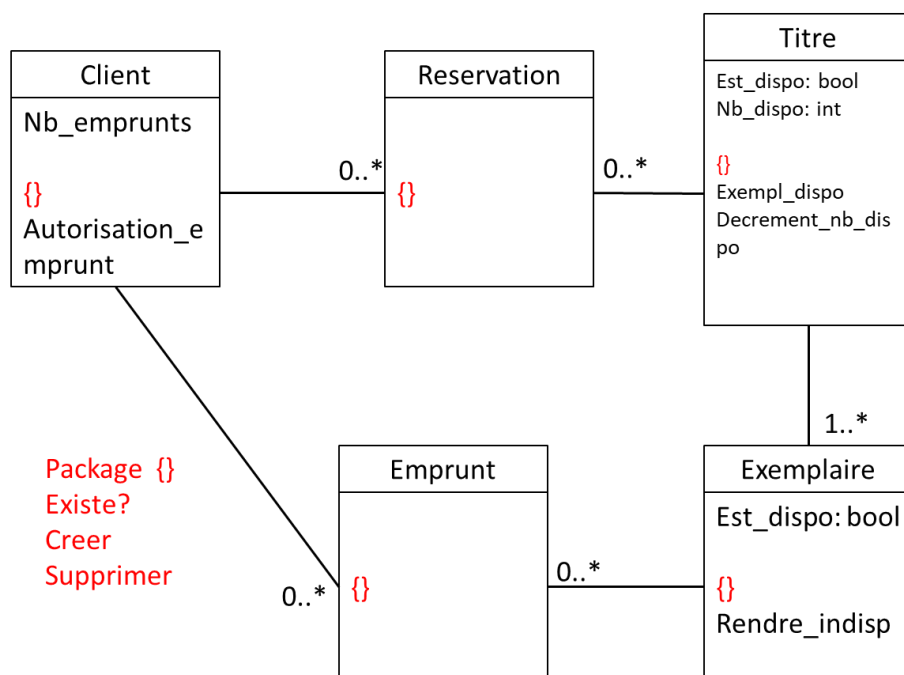 Client
Nb_emprunts
{}
Autorisation_e
mprunt
0..*
Reservation
{}
0..*
Titre
Est_dispo: bool
Nb_dispo: int
{}
Exempl_dispo
Decrement_nb_dis
po
1..*
Package {}
Existe?
Creer
Supprimer
0..*
Emprunt
{}
0..*
Exemplaire
Est_dispo: bool
{}
Rendre_indisp